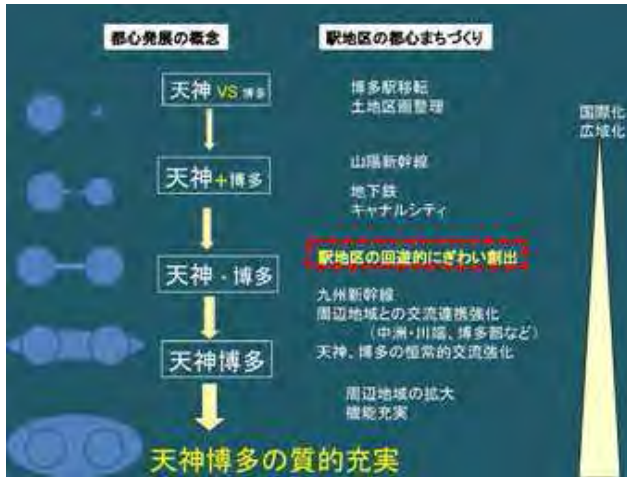 都心発展の概念
駅地区の都心まちづくり
天神 VS 博多
博多駅移転
土地区画整理
国際化
広域化
天神+博多
山陽新幹線
地下鉄
キャナルシティ
駅地区の回遊的にぎわい創出
天神・博多
九州新幹線
周辺地域との交流連携強化
(中洲・川端、博多部など)
天神、博多の恒常的交流強化
天神博多
周辺地域の拡大
機能充実
天神博多の質的充実